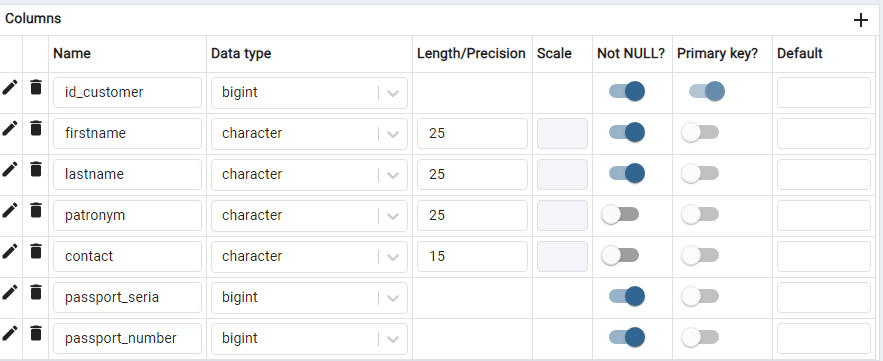 Columns
Name Data type Length/Precision Scale Not NULL? Primary key? Default
id_customer bigint
firstname character 25
lastname character 25
patronym character 25
contact character 15
passport_seria bigint
passport_number bigint